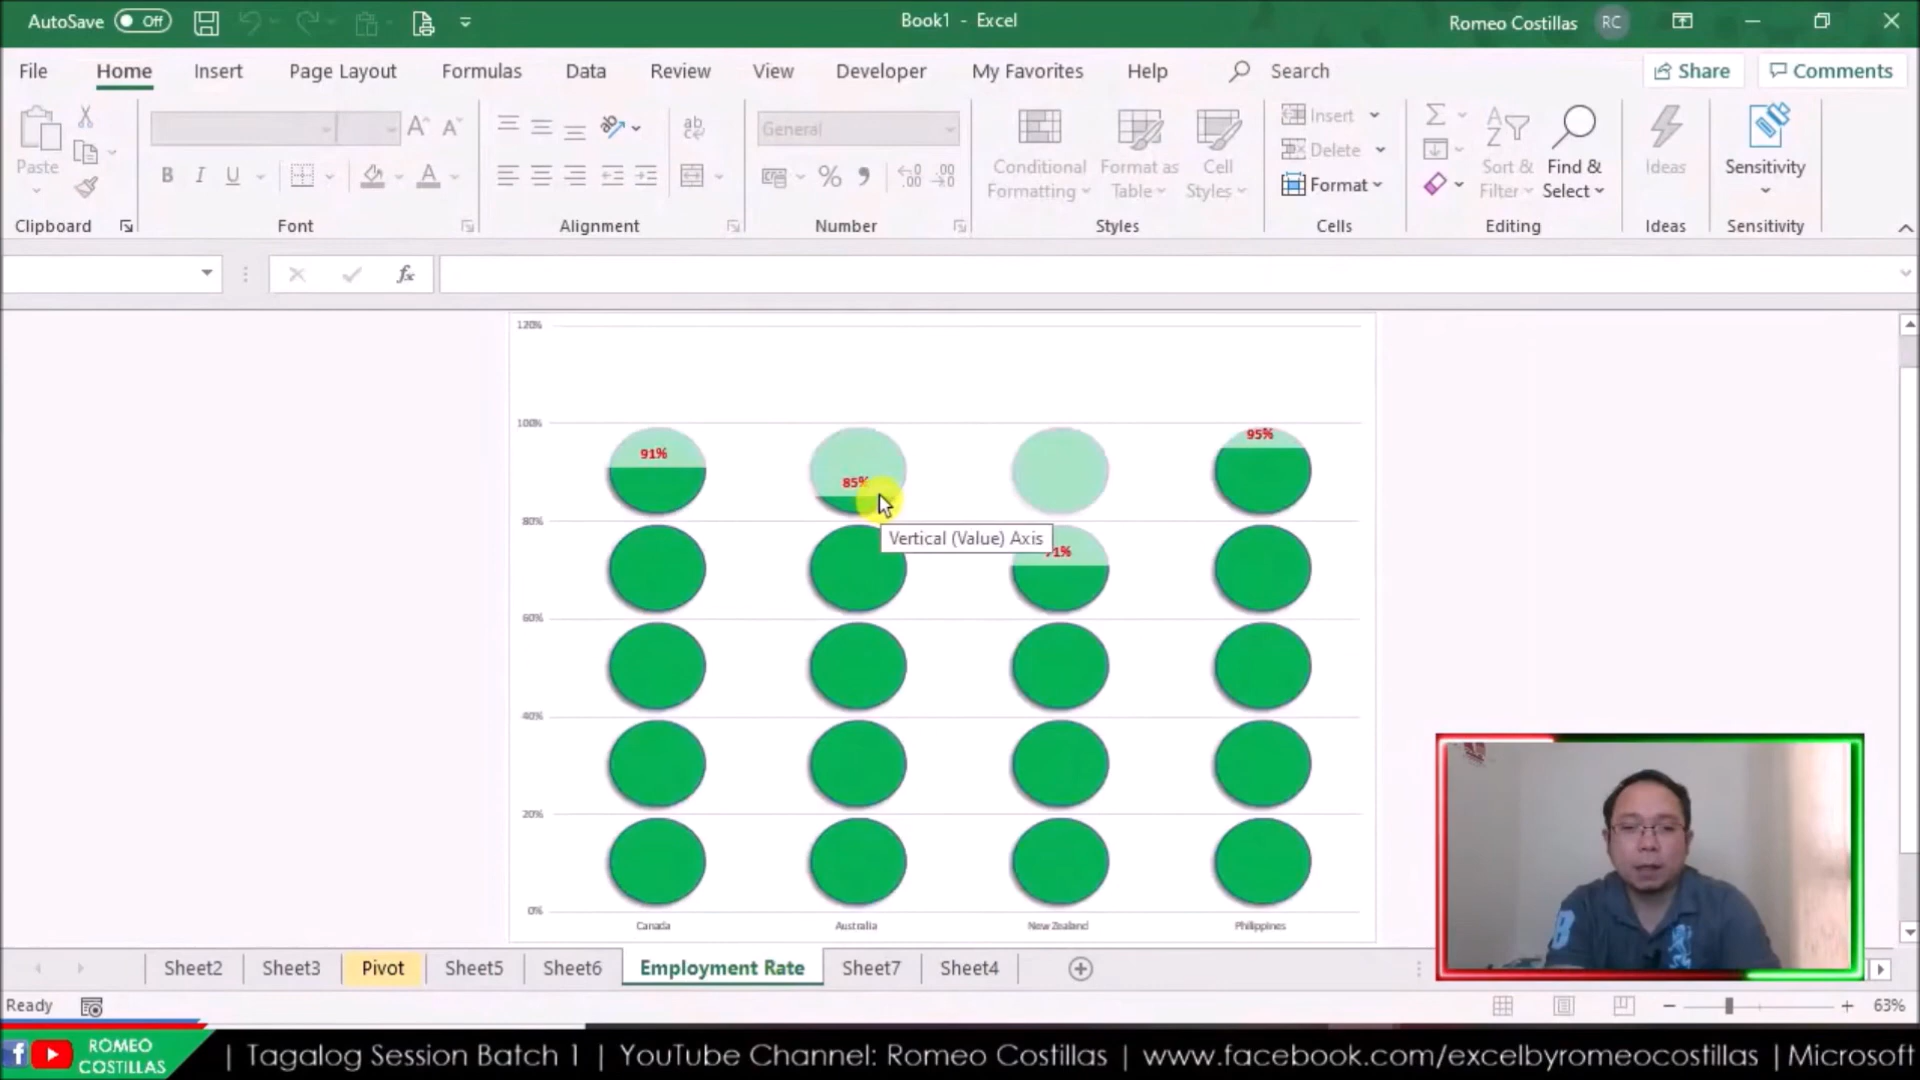 AutoSave Off
Book1 - Excel
Romeo Costillas RC
File Home Insert Page Layout Formulas Data Review View Developer My Favorites Help Search Share Comments
Paste
Clipboard
B I U
A A
A
Font
ab
Alignment
General
% ,
Number
Conditional Formatting
Format as Table
Cell Styles
Styles
Insert
Delete
Format
Cells
Sort & Filter
Find & Select
Editing
Ideas
Ideas
Sensitivity
Sensitivity
fx
120%
100%
80%
60%
40%
20%
0%
91%
85%
95%
Vertical (Value) Axis
Canada Australia New Zealand Philippines
Sheet2 Sheet3 Pivot Sheet5 Sheet6 Employment Rate Sheet7 Sheet4
Ready
63%
ROMEO
COSTILLAS
| Tagalog Session Batch 1 | YouTube Channel: Romeo Costillas | www.facebook.com/excelbyromeocostillas | Microsoft